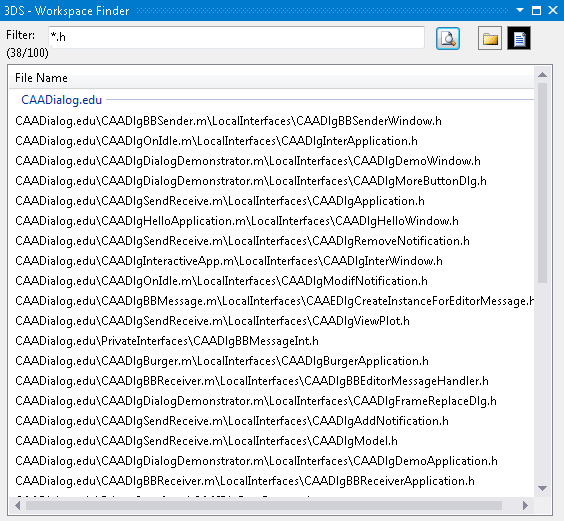 3DS - Workspace Finder
Filter: *.h
(38/100)
File Name
CAADialog.edu
CAADialog.edu\CAADlgBBSender.m\LocalInterfaces\CAADlgBBSenderWindow.h
CAADialog.edu\CAADlgOnIdle.m\LocalInterfaces\CAADlgInterApplication.h
CAADialog.edu\CAADlgDialogDemonstrator.m\LocalInterfaces\CAADlgDemoWindow.h
CAADialog.edu\CAADlgDialogDemonstrator.m\LocalInterfaces\CAADlgMoreButtonDlg.h
CAADialog.edu\CAADlgSendReceive.m\LocalInterfaces\CAADlgApplication.h
CAADialog.edu\CAADlgHelloApplication.m\LocalInterfaces\CAADlgHelloWindow.h
CAADialog.edu\CAADlgSendReceive.m\LocalInterfaces\CAADlgRemoveNotification.h
CAADialog.edu\CAADlgInteractiveApp.m\LocalInterfaces\CAADlgInterWindow.h
CAADialog.edu\CAADlgOnIdle.m\LocalInterfaces\CAADlgModifNotification.h
CAADialog.edu\CAADlgBBMessage.m\LocalInterfaces\CAAEDlgCreateInstanceForEditorMessage.h
CAADialog.edu\CAADlgSendReceive.m\LocalInterfaces\CAADlgViewPlot.h
CAADialog.edu\PrivateInterfaces\CAADlgBBMessageInt.h
CAADialog.edu\CAADlgBurger.m\LocalInterfaces\CAADlgBurgerApplication.h
CAADialog.edu\CAADlgBBReceiver.m\LocalInterfaces\CAADlgBBEditorMessageHandler.h
CAADialog.edu\CAADlgDialogDemonstrator.m\LocalInterfaces\CAADlgFrameReplaceDlg.h
CAADialog.edu\CAADlgSendReceive.m\LocalInterfaces\CAADlgAddNotification.h
CAADialog.edu\CAADlgSendReceive.m\LocalInterfaces\CAADlgModel.h
CAADialog.edu\CAADlgDialogDemonstrator.m\LocalInterfaces\CAADlgDemoApplication.h
CAADialog.edu\CAADlgBBReceiver.m\LocalInterfaces\CAADlgBBReceiverApplication.h